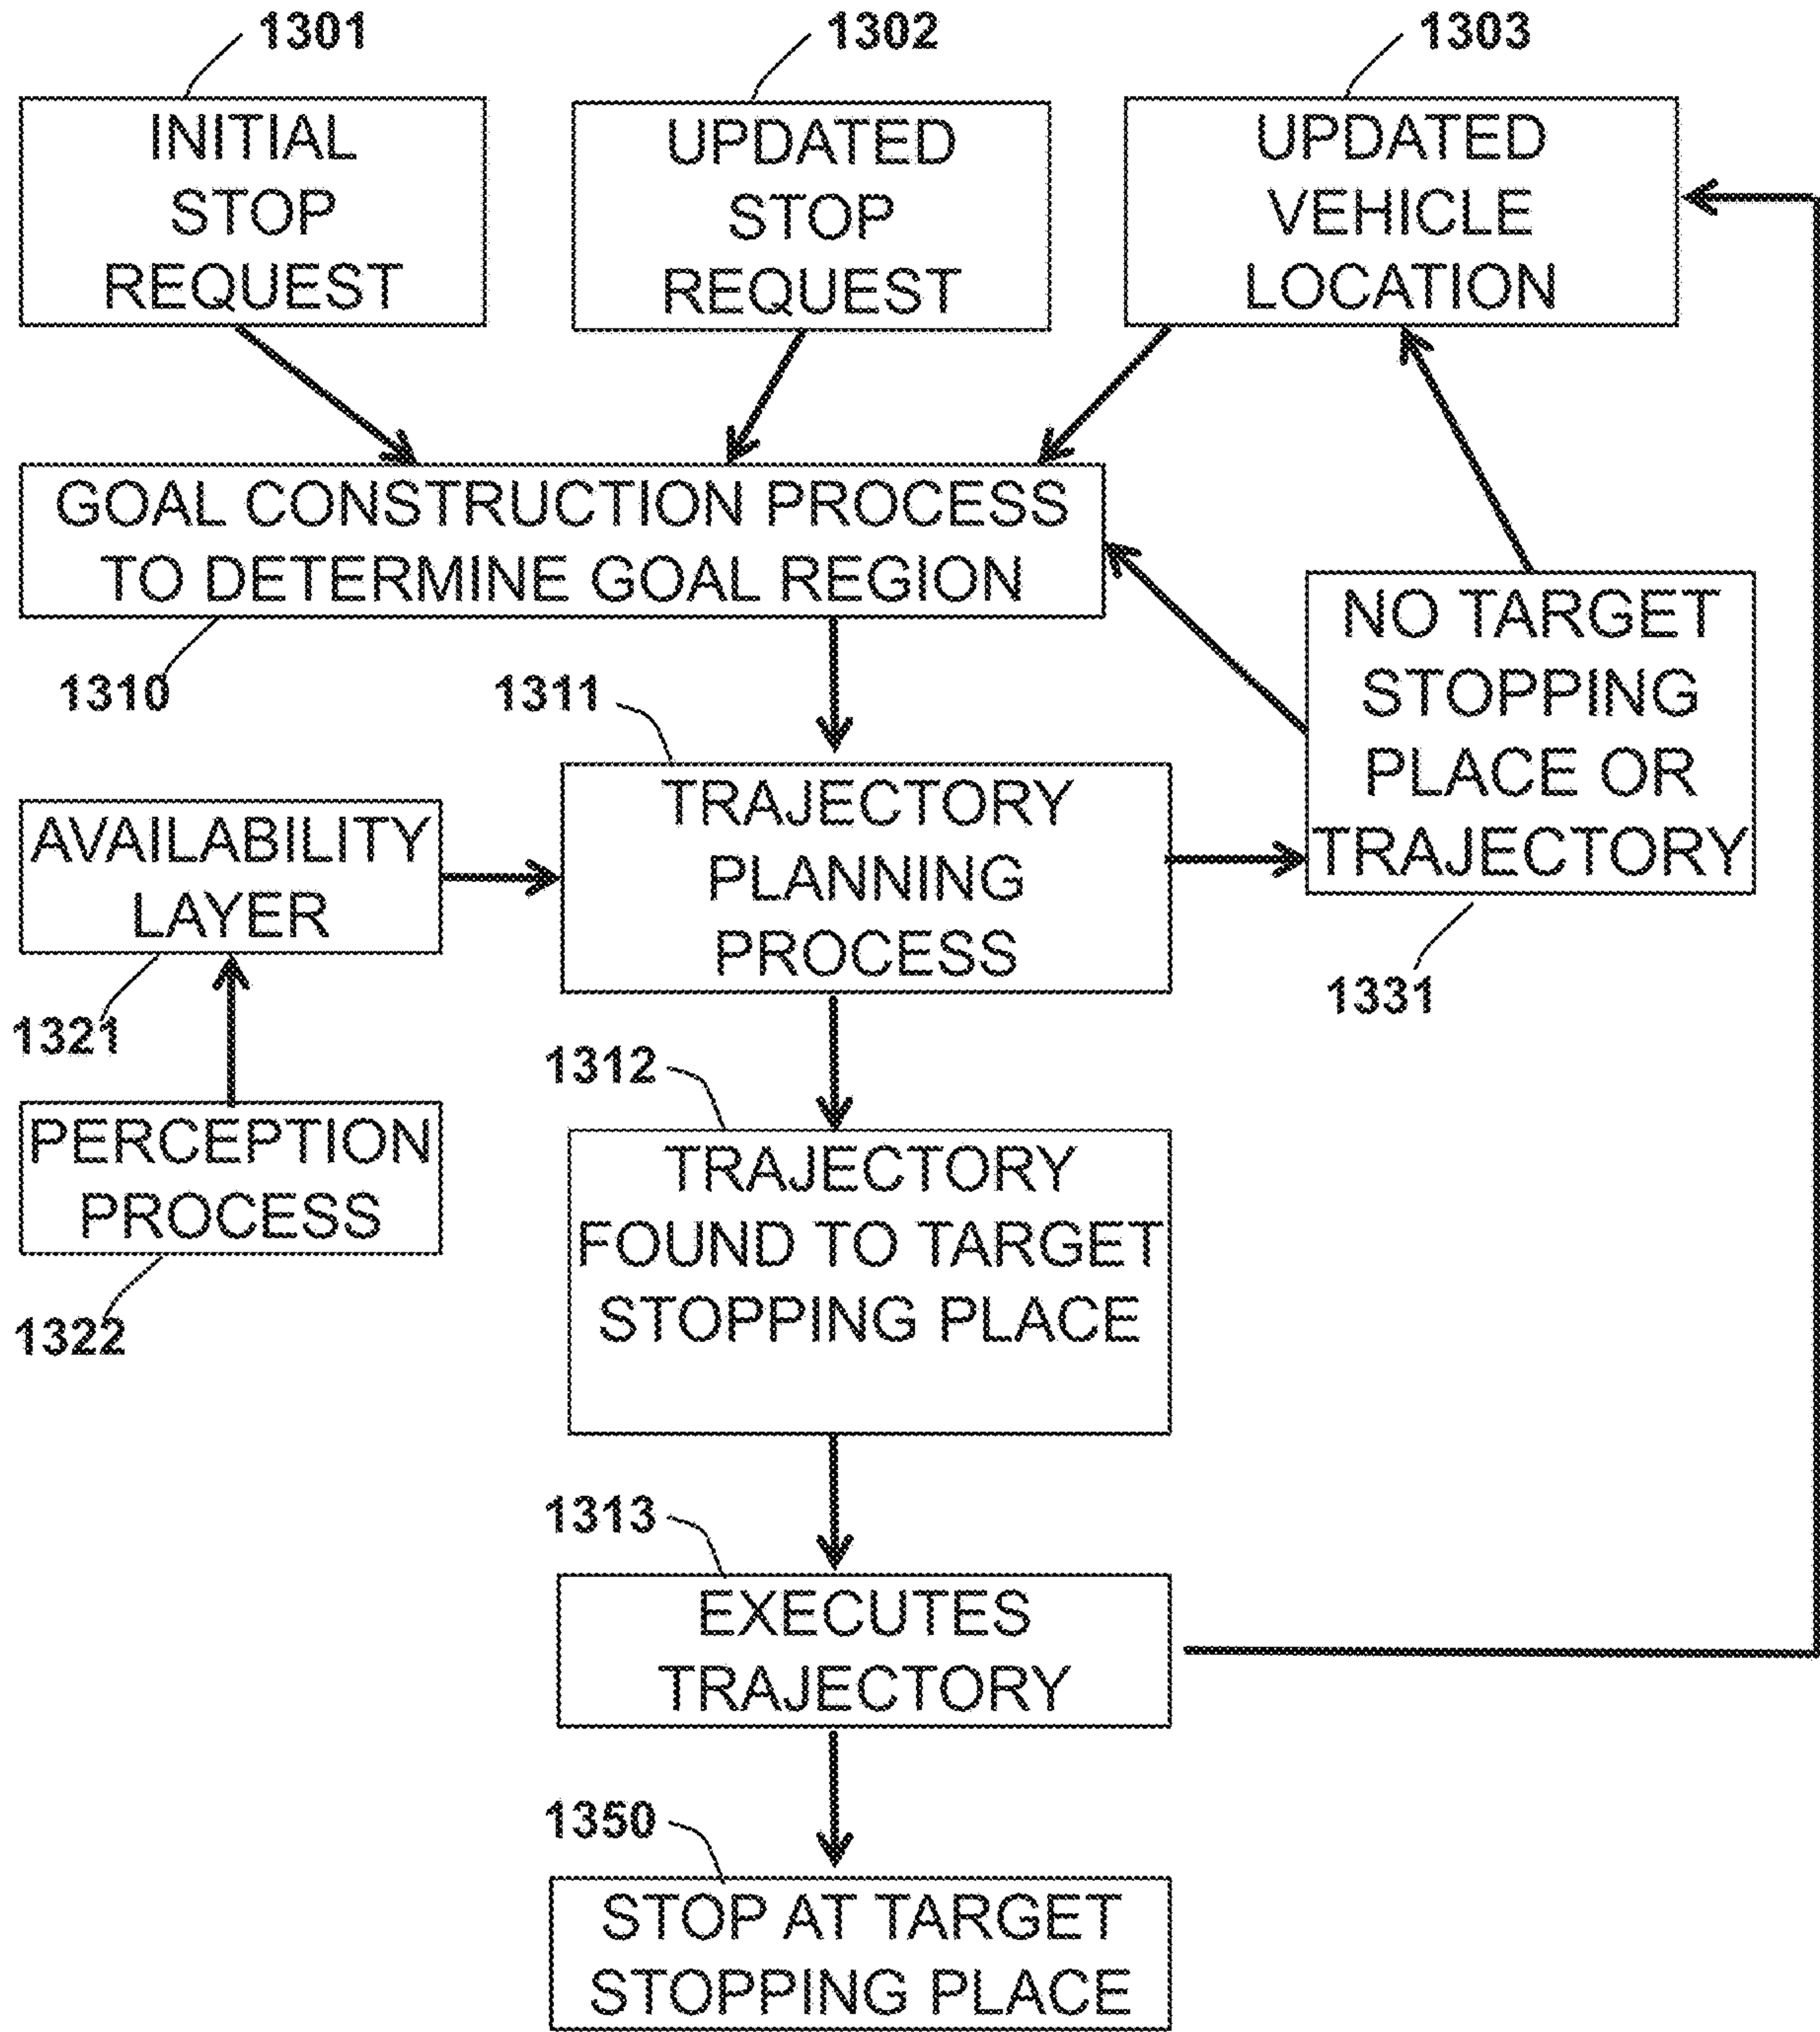 1301
1302
1303
INITIAL
STOP
REQUEST
UPDATED
STOP
REQUEST
UPDATED
VEHICLE
LOCATION
GOAL CONSTRUCTION PROCESS
TO DETERMINE GOAL REGION
1310
NO TARGET
STOPPING
PLACE OR
TRAJECTORY
1331
1311
TRAJECTORY
PLANNING
PROCESS
AVAILABILITY
LAYER
1321
PERCEPTION
PROCESS
1322
1312
TRAJECTORY
FOUND TO TARGET
STOPPING PLACE
1313
EXECUTES
TRAJECTORY
1350
STOP AT TARGET
STOPPING PLACE